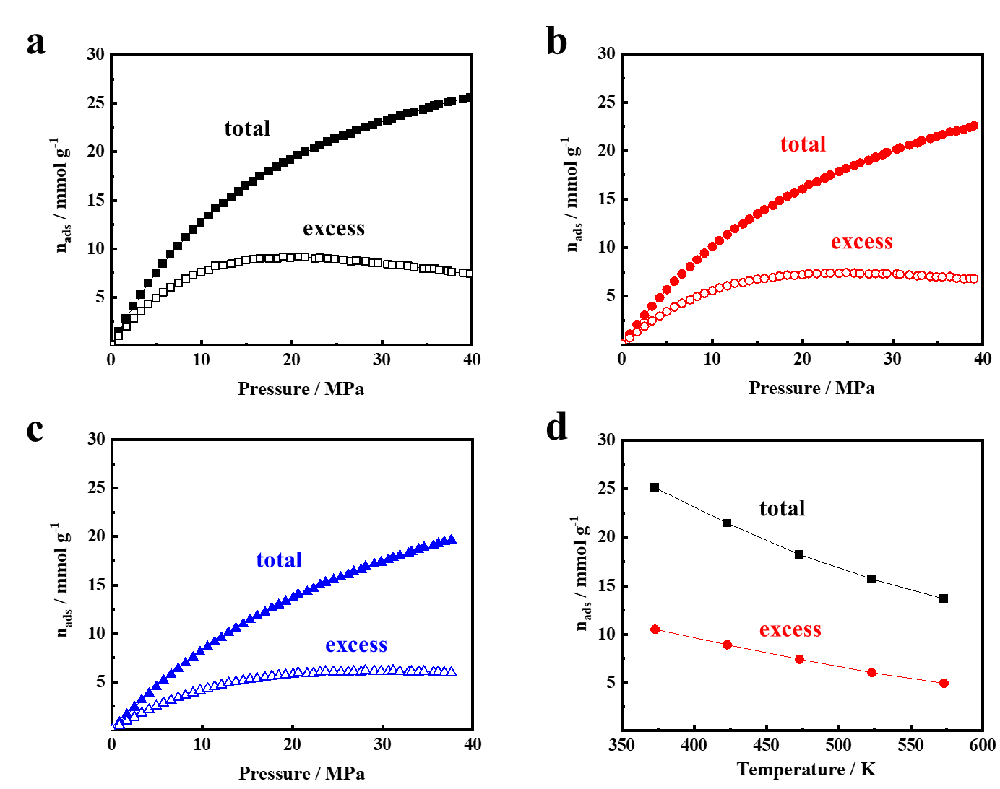 a
30
25
20
15
10
5
0
10
20
30
40
n_ads / mmol g^-1
Pressure / MPa
total
excess
b
30
25
20
15
10
5
0
10
20
30
40
n_ads / mmol g^-1
Pressure / MPa
total
excess
c
30
25
20
15
10
5
0
10
20
30
40
n_ads / mmol g^-1
Pressure / MPa
total
excess
d
30
25
20
15
10
5
350
400
450
500
550
600
n_ads / mmol g^-1
Temperature / K
total
excess